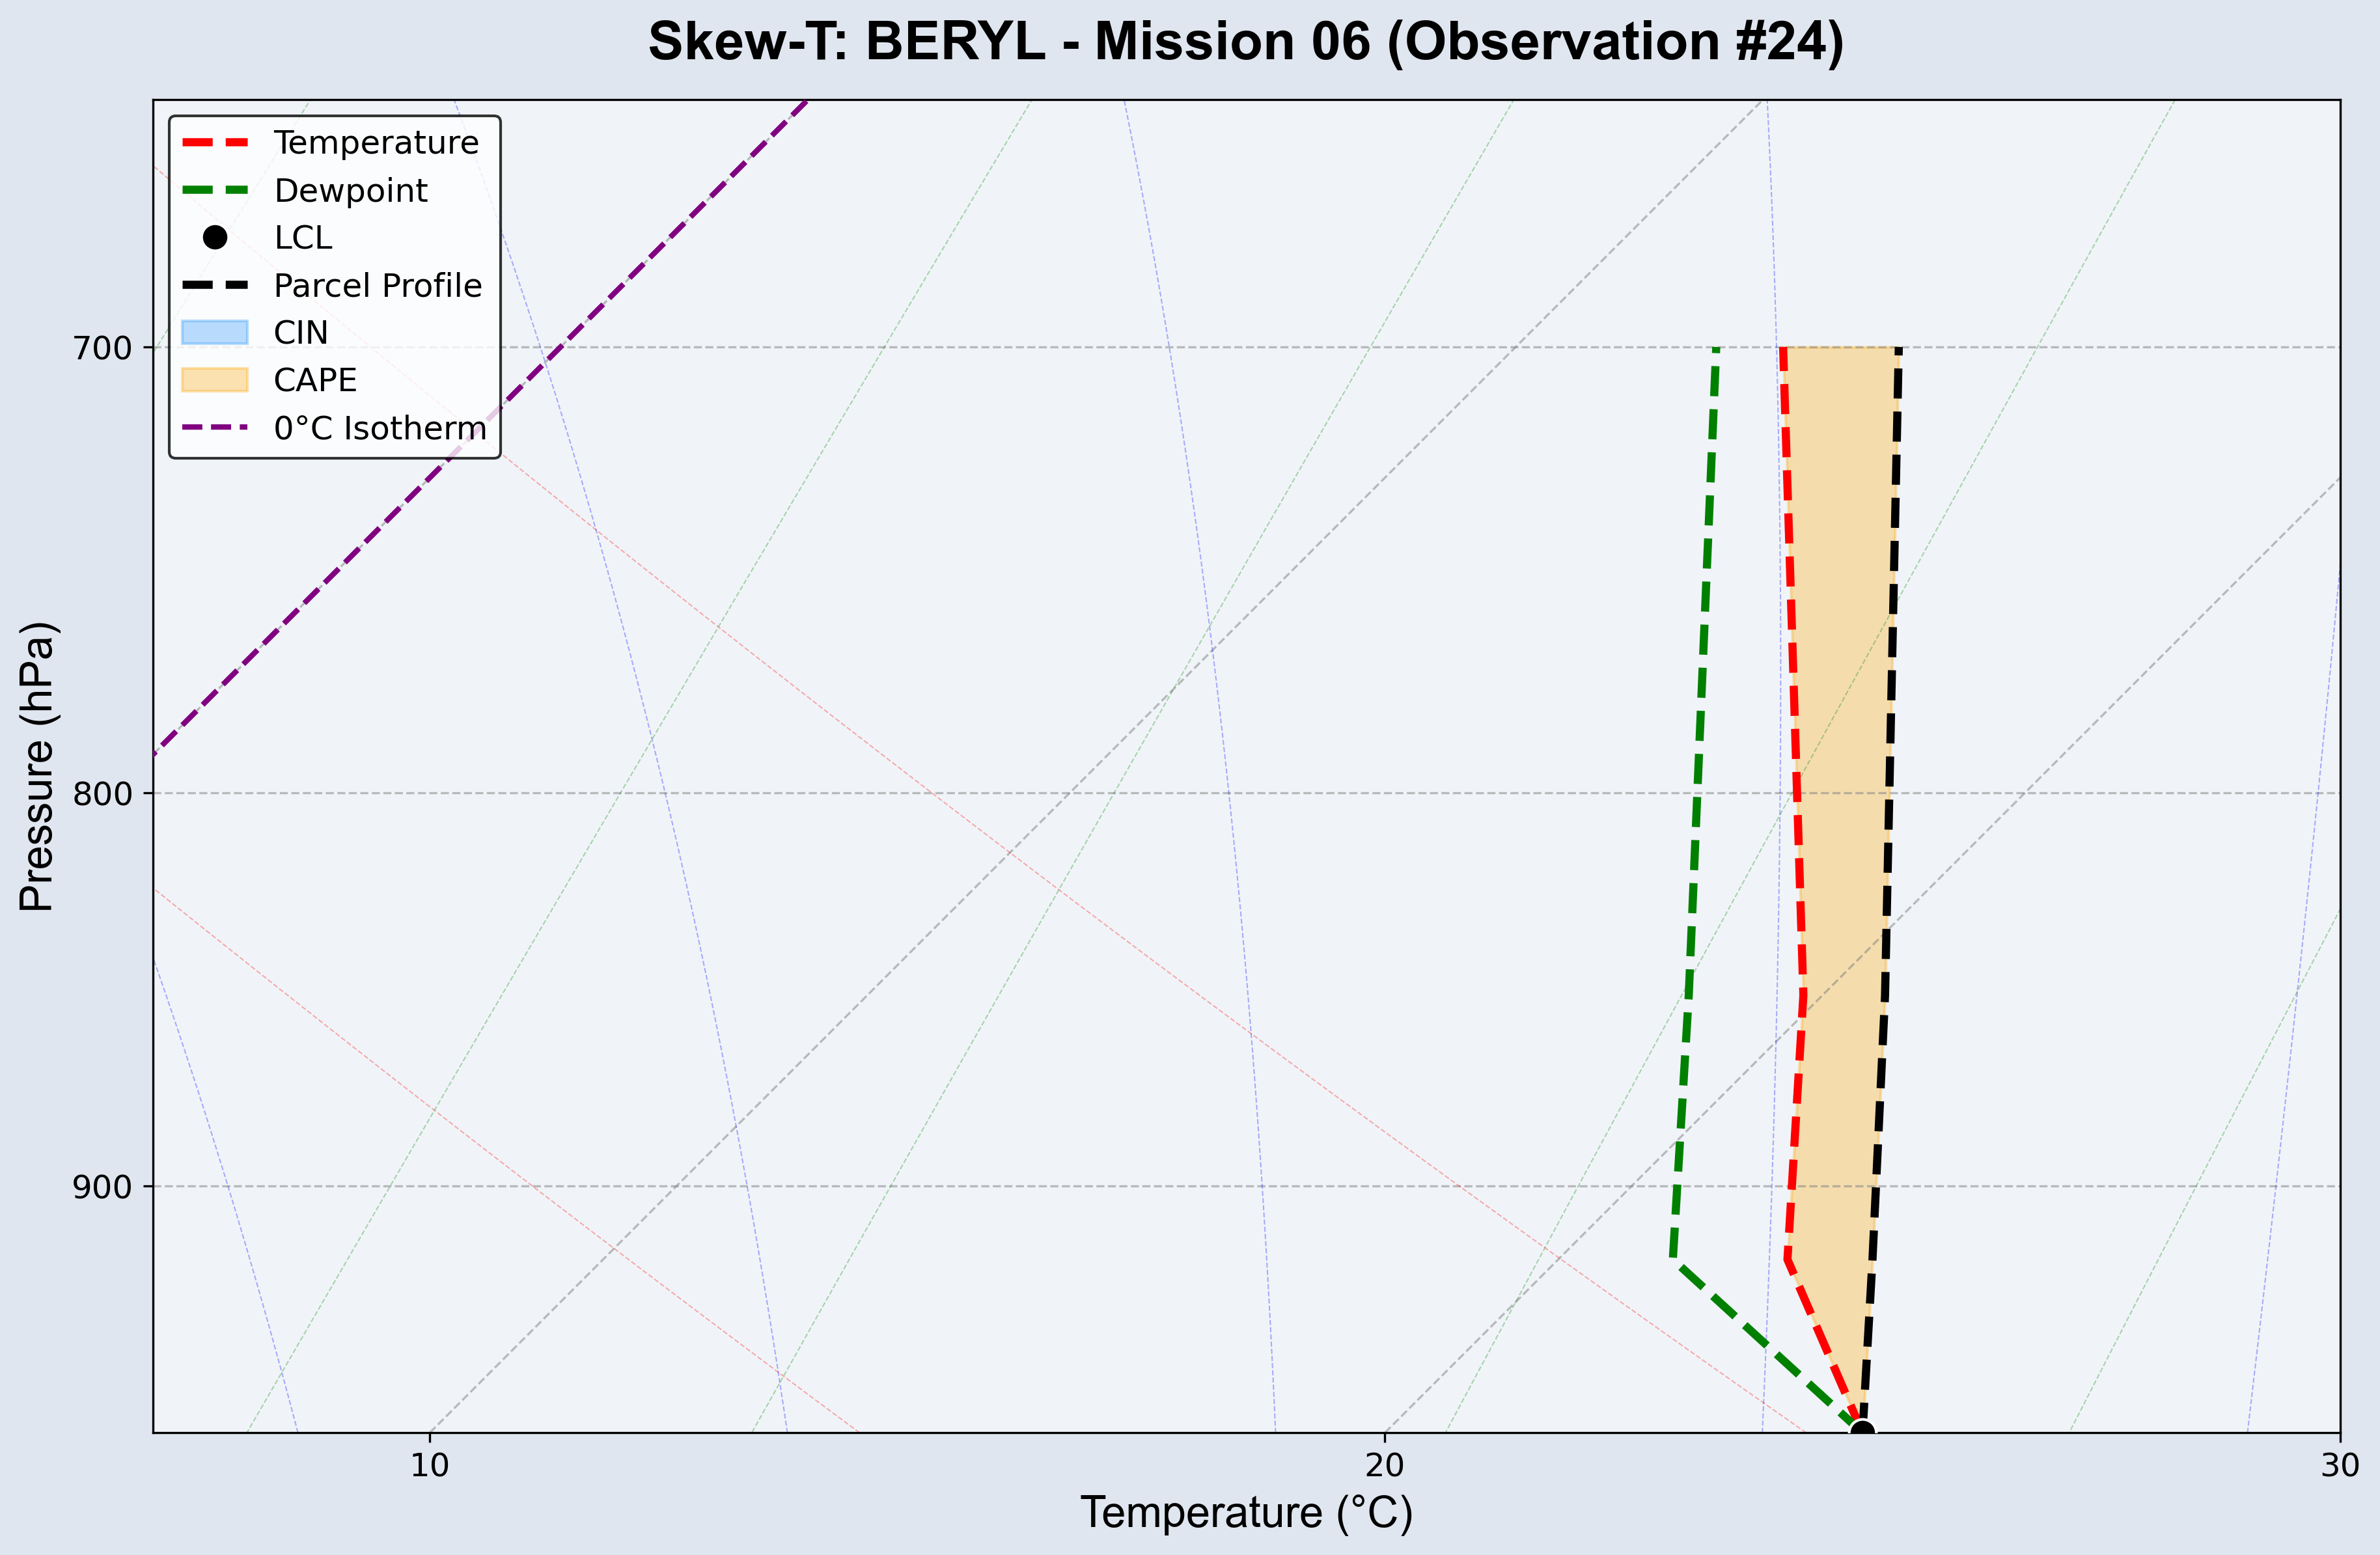 Skew-T: BERYL - Mission 06 (Observation #24)
Temperature
Dewpoint
LCL
Parcel Profile
CIN
CAPE
0°C Isotherm
700
800
900
Pressure (hPa)
10
20
30
Temperature (°C)